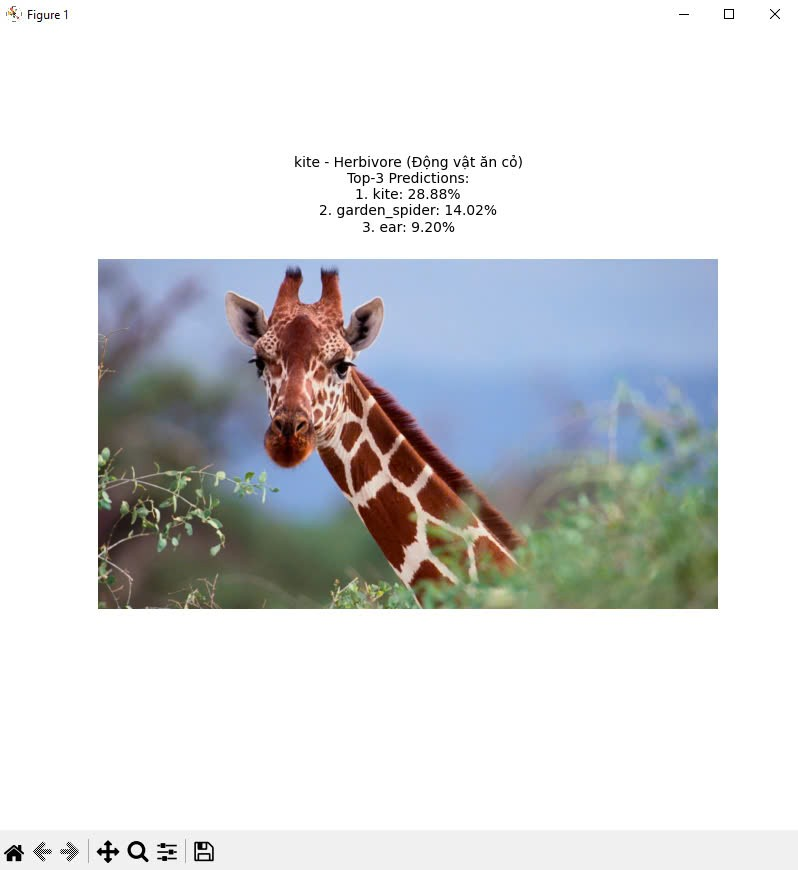 Figure 1
kite - Herbivore (Động vật ăn cỏ)
Top-3 Predictions:
1. kite: 28.88%
2. garden_spider: 14.02%
3. ear: 9.20%